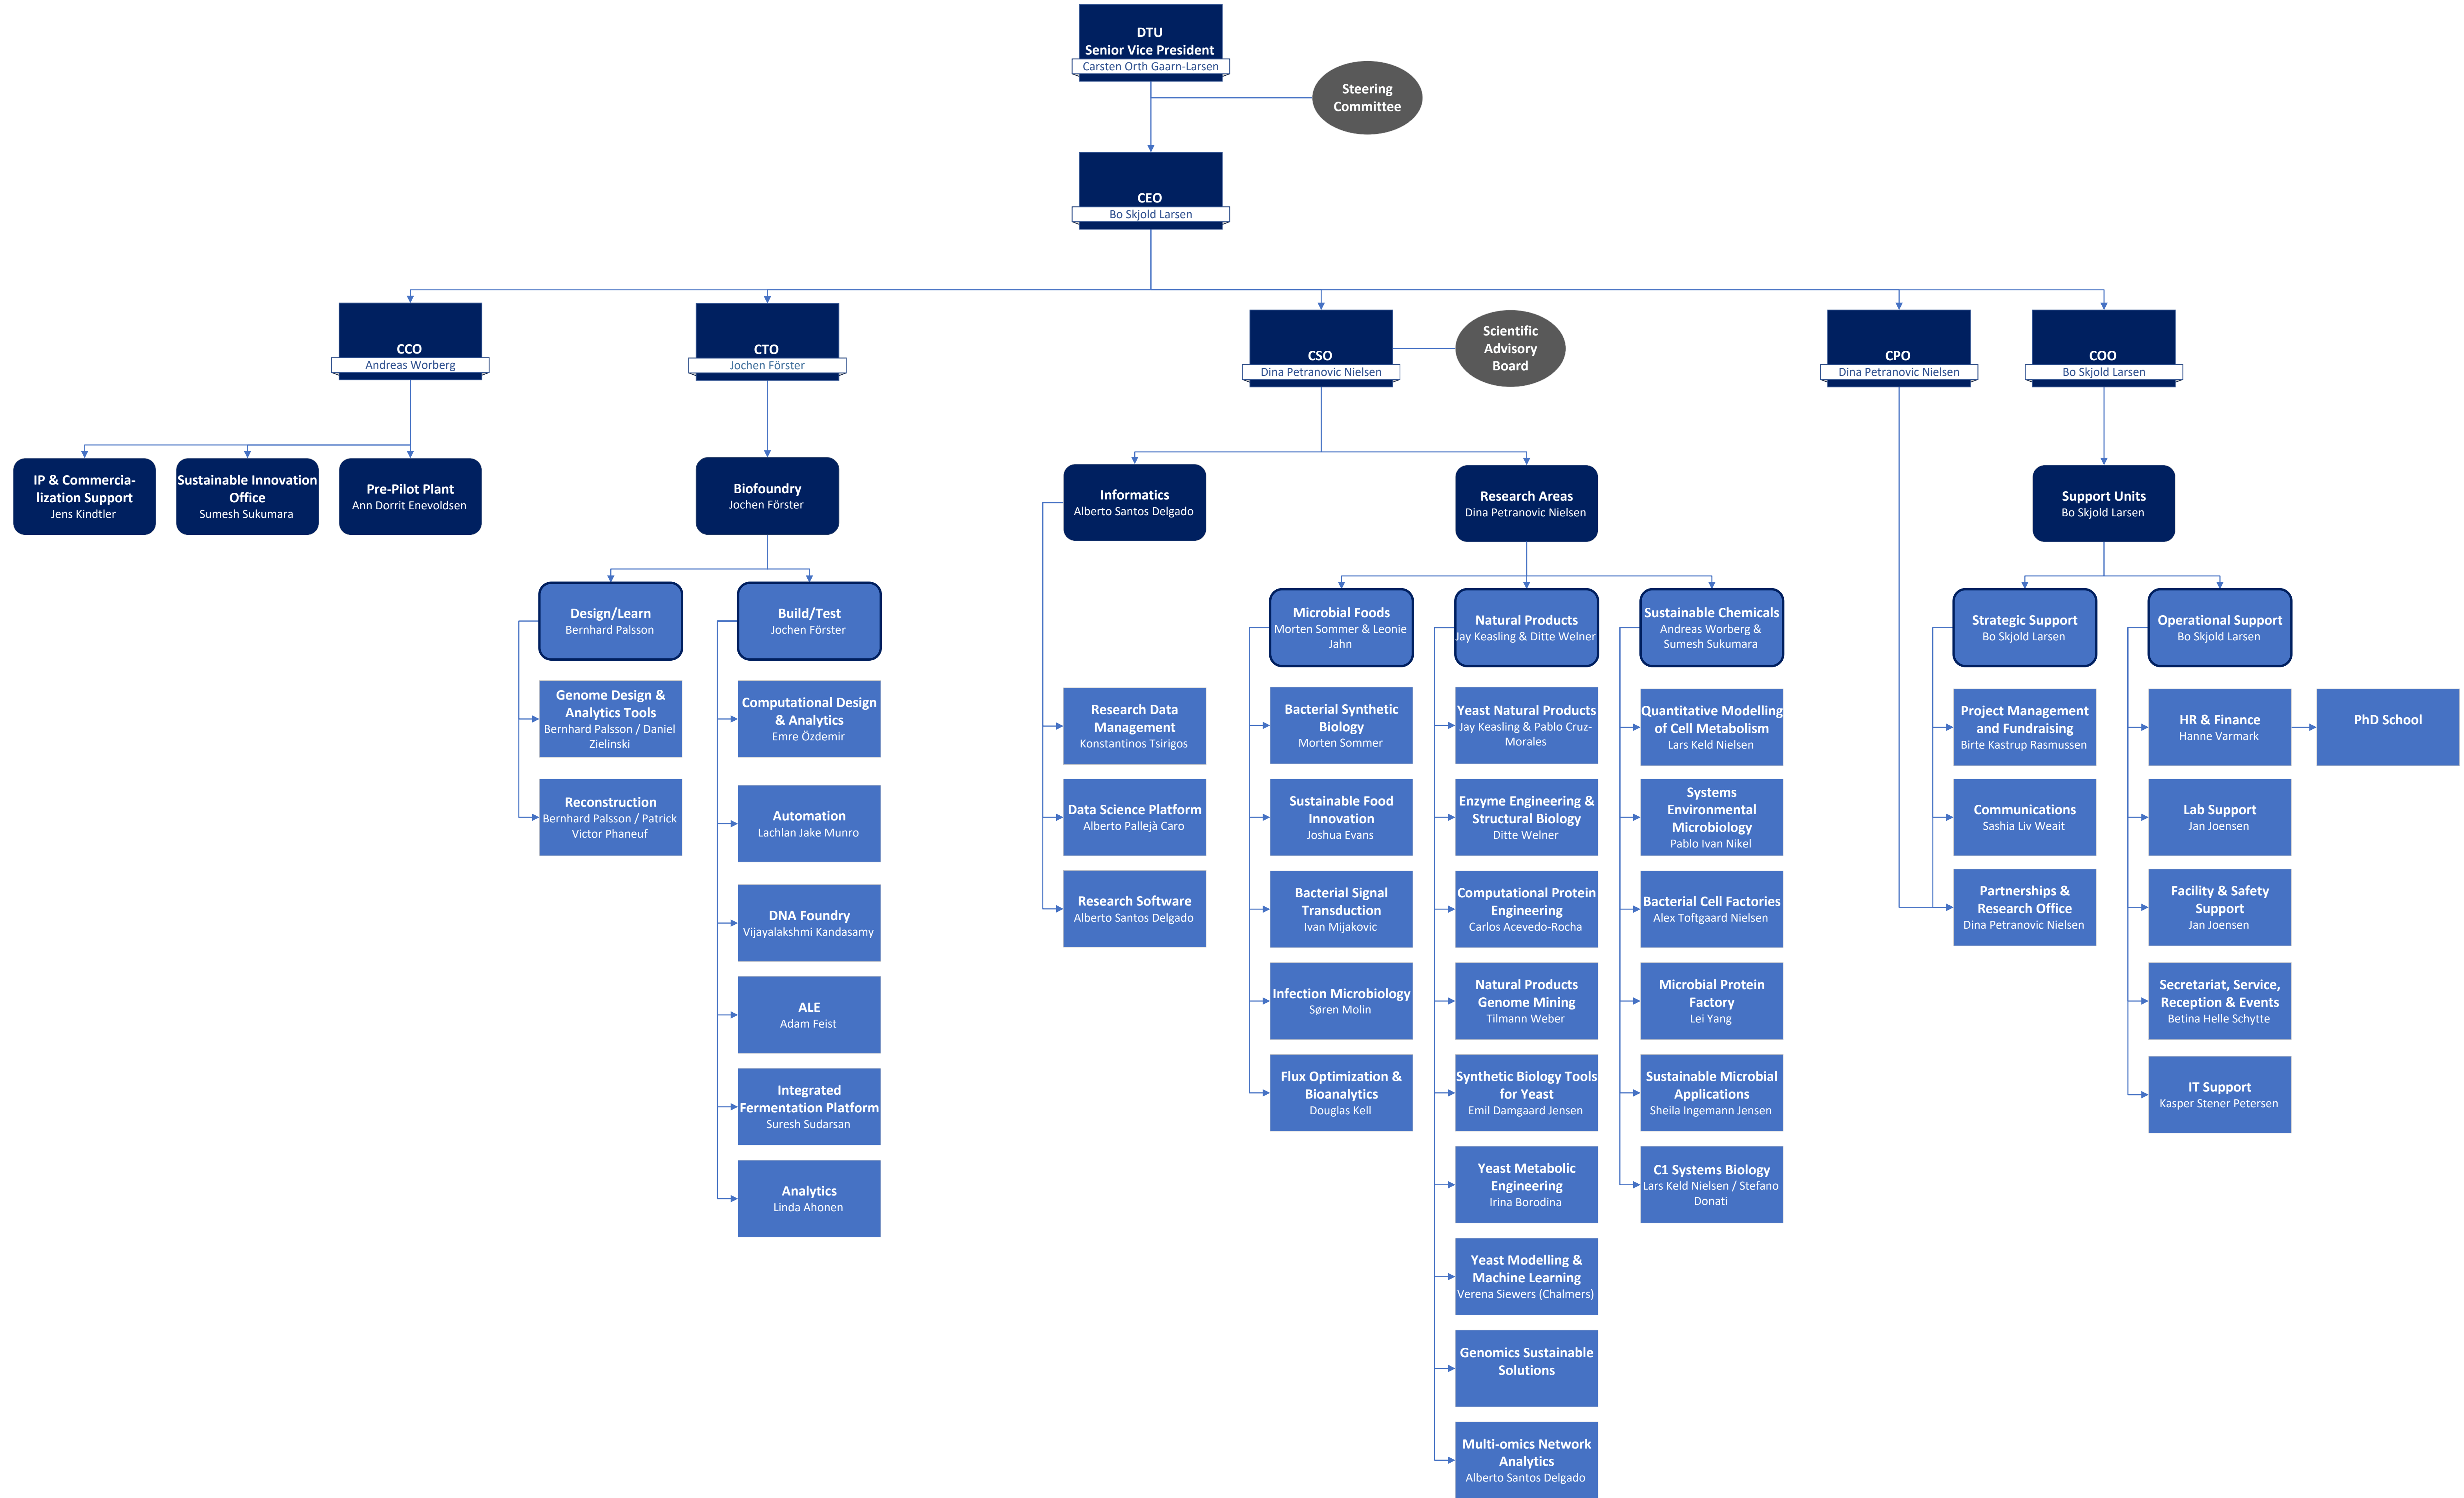 DTU
Senior Vice President
Carsten Orth Gaarn-Larsen
Steering
Committee
CEO
Bo Skjold Larsen
CCO
Andreas Worberg
CTO
Jochen Förster
CSO
Dina Petranovic Nielsen
Scientific
Advisory
Board
CPO
Dina Petranovic Nielsen
COO
Bo Skjold Larsen
IP & Commercia-
lization Support
Jens Kindtler
Sustainable Innovation
Office
Sumesh Sukumara
Pre-Pilot Plant
Ann Dorrit Enevoldsen
Biofoundry
Jochen Förster
Informatics
Alberto Santos Delgado
Research Areas
Dina Petranovic Nielsen
Support Units
Bo Skjold Larsen
Design/Learn
Bernhard Palsson
Genome Design &
Analytics Tools
Bernhard Palsson / Daniel
Zielinski
Reconstruction
Bernhard Palsson / Patrick
Victor Phaneuf
Build/Test
Jochen Förster
Computational Design
& Analytics
Emre Özdemir
Automation
Lachlan Jake Munro
DNA Foundry
Vijayalakshmi Kandasamy
ALE
Adam Feist
Integrated
Fermentation Platform
Suresh Sudarsan
Analytics
Linda Ahonen
Research Data
Management
Konstantinos Tsirigos
Data Science Platform
Alberto Pallejà Caro
Research Software
Alberto Santos Delgado
Microbial Foods
Morten Sommer & Leonie
Jahn
Bacterial Synthetic
Biology
Morten Sommer
Sustainable Food
Innovation
Joshua Evans
Bacterial Signal
Transduction
Ivan Mijakovic
Infection Microbiology
Søren Molin
Flux Optimization &
Bioanalytics
Douglas Kell
Natural Products
Jay Keasling & Ditte Welner
Yeast Natural Products
Jay Keasling & Pablo Cruz-
Morales
Enzyme Engineering &
Structural Biology
Ditte Welner
Computational Protein
Engineering
Carlos Acevedo-Rocha
Natural Products
Genome Mining
Tilmann Weber
Synthetic Biology Tools
for Yeast
Emil Damgaard Jensen
Yeast Metabolic
Engineering
Irina Borodina
Yeast Modelling &
Machine Learning
Verena Siewers (Chalmers)
Genomics Sustainable
Solutions
Multi-omics Network
Analytics
Alberto Santos Delgado
Sustainable Chemicals
Andreas Worberg &
Sumesh Sukumara
Quantitative Modelling
of Cell Metabolism
Lars Keld Nielsen
Systems
Environmental
Microbiology
Pablo Ivan Nikel
Bacterial Cell Factories
Alex Toftgaard Nielsen
Microbial Protein
Factory
Lei Yang
Sustainable Microbial
Applications
Sheila Ingemann Jensen
C1 Systems Biology
Lars Keld Nielsen / Stefano
Donati
Strategic Support
Bo Skjold Larsen
Project Management
and Fundraising
Birte Kastrup Rasmussen
Communications
Sashia Liv Weait
Partnerships &
Research Office
Dina Petranovic Nielsen
Operational Support
Bo Skjold Larsen
HR & Finance
Hanne Varmark
PhD School
Lab Support
Jan Joensen
Facility & Safety
Support
Jan Joensen
Secretariat, Service,
Reception & Events
Betina Helle Schytte
IT Support
Kasper Stener Petersen